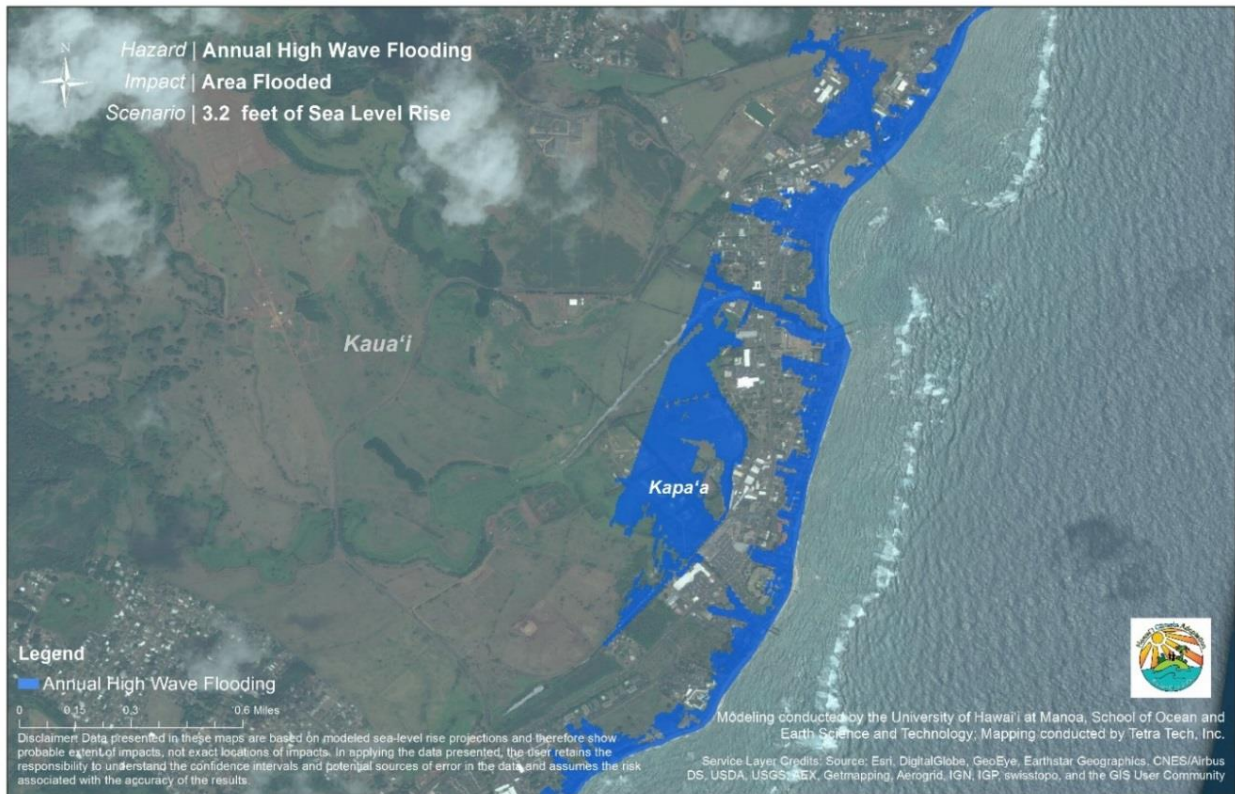 N
Hazard | Annual High Wave Flooding
Impact | Area Flooded
Scenario | 3.2 feet of Sea Level Rise
Kauaʻi
Kapaʻa
Legend
Annual High Wave Flooding
0 0.15 0.3 0.6 Miles
Disclaimer: Data presented in these maps are based on modeled sea-level rise projections and therefore show
probable extent of impacts, not exact locations of impacts. In applying the data presented, the user retains the
responsibility to understand the confidence intervals and potential sources of error in the data and assumes the risk
associated with the accuracy of the results.
Hawaiʻi Climate Adaptation
Modeling conducted by the University of Hawaiʻi at Manoa, School of Ocean and
Earth Science and Technology; Mapping conducted by Tetra Tech, Inc.
Service Layer Credits: Source: Esri, DigitalGlobe, GeoEye, Earthstar Geographics, CNES/Airbus
DS, USDA, USGS, AEX, Getmapping, Aerogrid, IGN, IGP, swisstopo, and the GIS User Community